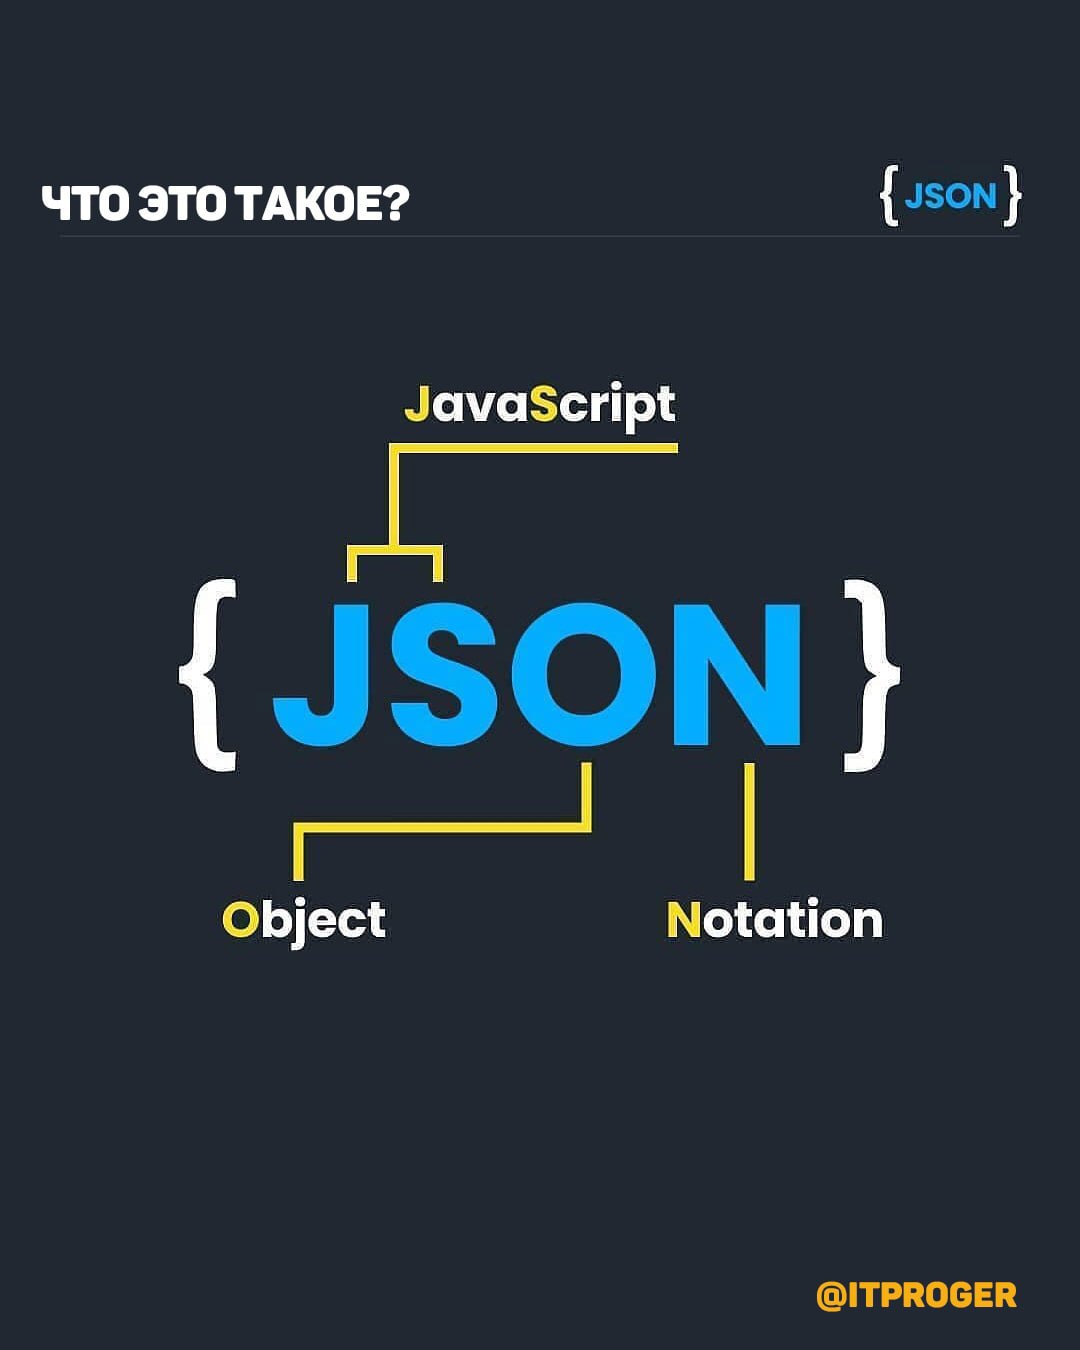 ЧТО ЭТО ТАКОЕ?
{JSON}
JavaScript
{JSON}
Object
Notation
@ITPROGER